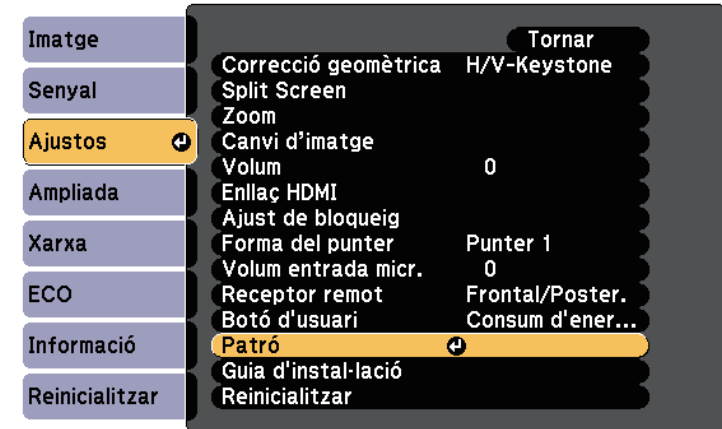 Imatge
Senyal
Ajustos
Ampliada
Xarxa
ECO
Informació
Reinicialitzar
Tornar
Correcció geomètrica H/V-Keystone
Split Screen
Zoom
Canvi d'imatge
Volum 0
Enllaç HDMI
Ajust de bloqueig
Forma del punter Punter 1
Volum entrada micr. 0
Receptor remot Frontal/Poster.
Botó d'usuari Consum d'ener...
Patró
Guia d'instal·lació
Reinicialitzar